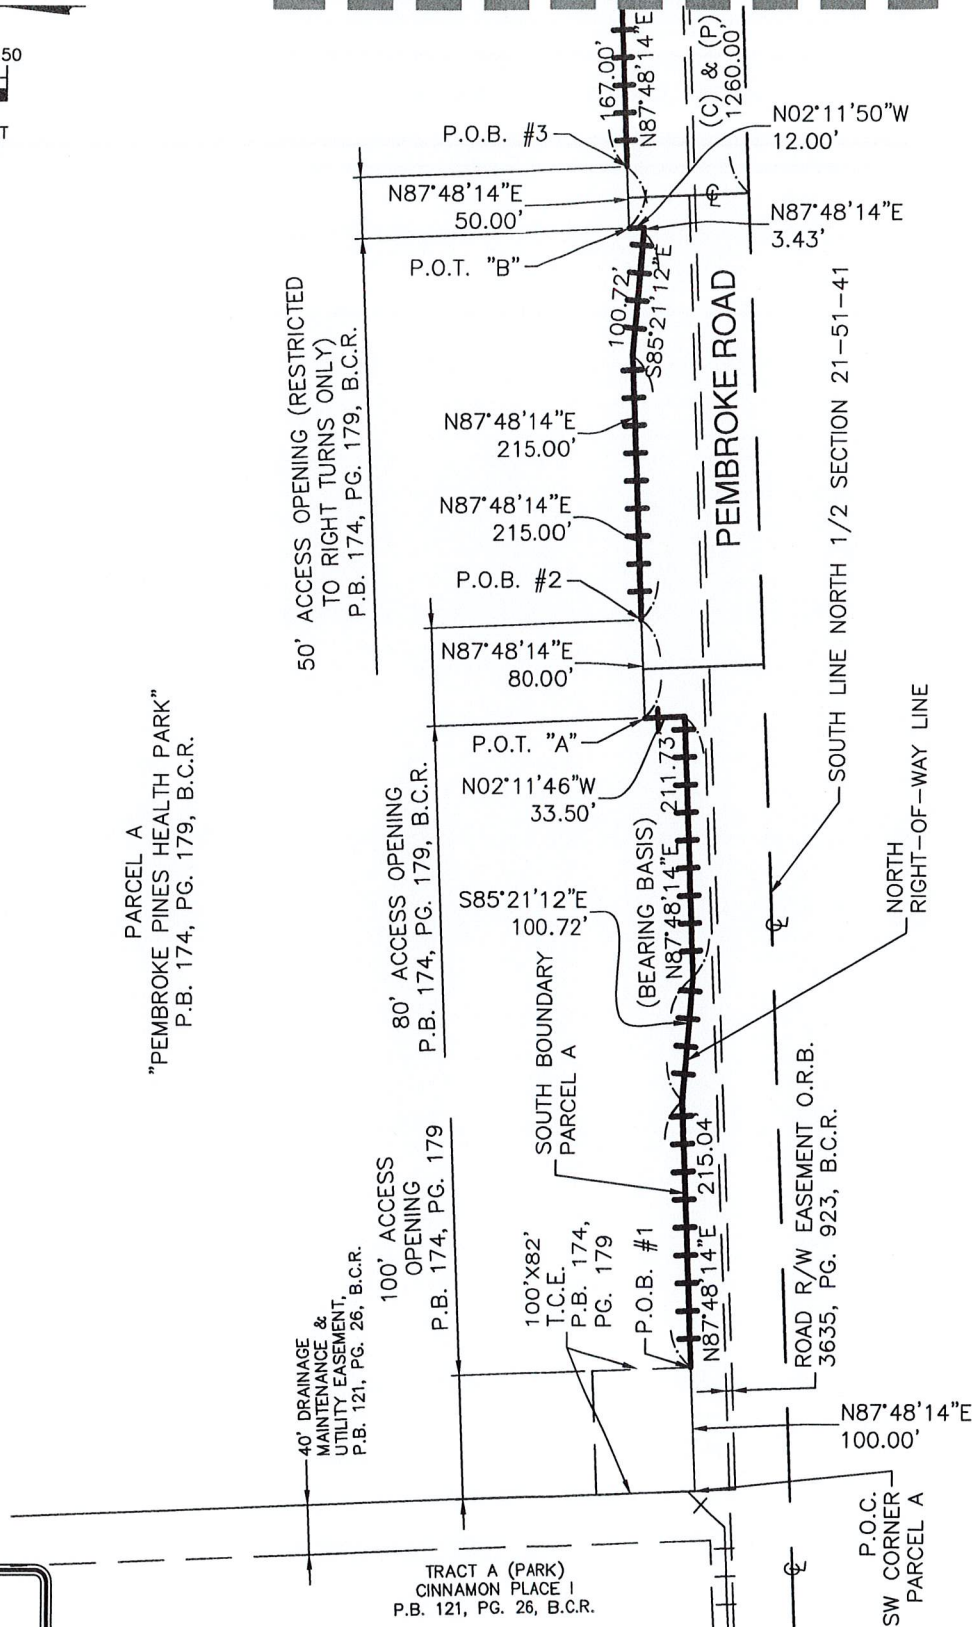 50
T
167.00'
N87°48'14"E
(C) & (P)
1260.00'
P.O.B. #3
N02°11'50"W
12.00'
N87°48'14"E
50.00'
℄
N87°48'14"E
3.43'
P.O.T. "B"
100.72'
S85°21'12"E
50' ACCESS OPENING (RESTRICTED
TO RIGHT TURNS ONLY)
P.B. 174, PG. 179, B.C.R.
PEMBROKE ROAD
N87°48'14"E
215.00'
N87°48'14"E
215.00'
P.O.B. #2
SOUTH LINE NORTH 1/2 SECTION 21-51-41
N87°48'14"E
80.00'
P.O.T. "A"
N02°11'46"W
33.50'
PARCEL A
"PEMBROKE PINES HEALTH PARK"
P.B. 174, PG. 179, B.C.R.
80' ACCESS OPENING
P.B. 174, PG. 179, B.C.R.
211.73'
N87°48'14"E
(BEARING BASIS)
S85°21'12"E
100.72'
℄
NORTH
RIGHT-OF-WAY LINE
SOUTH BOUNDARY
PARCEL A
100' ACCESS
OPENING
P.B. 174, PG. 179
215.04'
N87°48'14"E
ROAD R/W EASEMENT O.R.B.
3635, PG. 923, B.C.R.
100'X82'
T.C.E.
P.B. 174,
PG. 179
P.O.B. #1
40' DRAINAGE
MAINTENANCE &
UTILITY EASEMENT,
P.B. 121, PG. 26, B.C.R.
N87°48'14"E
100.00'
P.O.C.
SW CORNER
PARCEL A
℄
TRACT A (PARK)
CINNAMON PLACE I
P.B. 121, PG. 26, B.C.R.